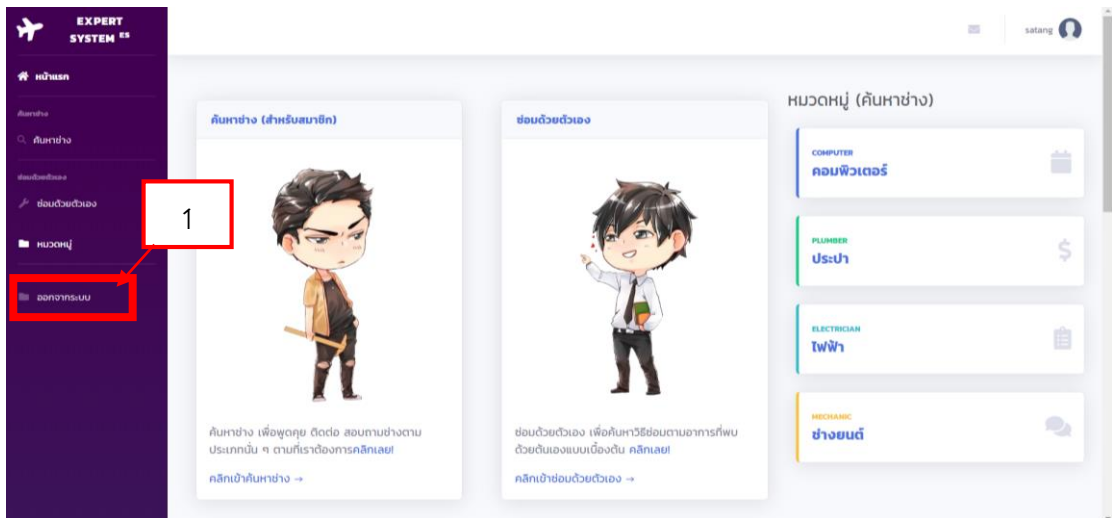 EXPERT
SYSTEM ES
หน้าแรก
ค้นหาช่าง
ค้นหาช่าง
ซ่อมด้วยตัวเอง
ซ่อมด้วยตัวเอง
หมวดหมู่
ออกจากระบบ
1
satang
ค้นหาช่าง (สำหรับสมาชิก)
ค้นหาช่าง เพื่อพูดคุย ติดต่อ สอบถามช่างตาม
ประเภทนั่น ๆ ตามที่เราต้องการคลิกเลย!
คลิกเข้าค้นหาช่าง →
ซ่อมด้วยตัวเอง
ซ่อมด้วยตัวเอง เพื่อค้นหาวิธีซ่อมตามอาการที่พบ
ด้วยตันเองแบบเบื้องต้น คลิกเลย!
คลิกเข้าซ่อมด้วยตัวเอง →
หมวดหมู่ (ค้นหาช่าง)
COMPUTER
คอมพิวเตอร์
PLUMBER
ประปา
ELECTRICIAN
ไฟฟ้า
MECHANIC
ช่างยนต์